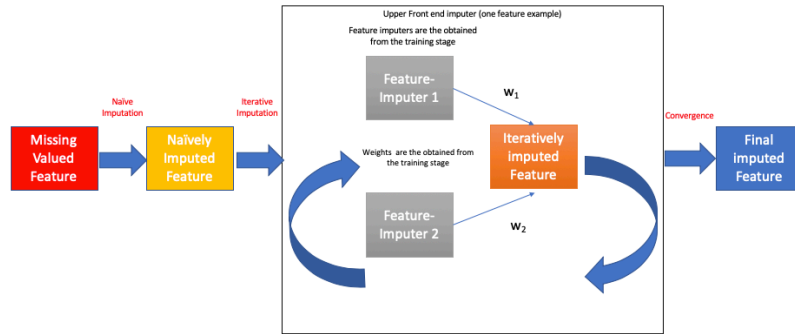 Upper Front end imputer (one feature example)
Feature imputers are the obtained
from the training stage
Feature-
Imputer 1
W₁
Naïve
Imputation
Iterative
Imputation
Convergence
Missing
Valued
Feature
Naïvely
Imputed
Feature
Weights are the obtained from the
training stage
Iteratively
imputed
Feature
Final
imputed
Feature
Feature-
Imputer 2
W₂